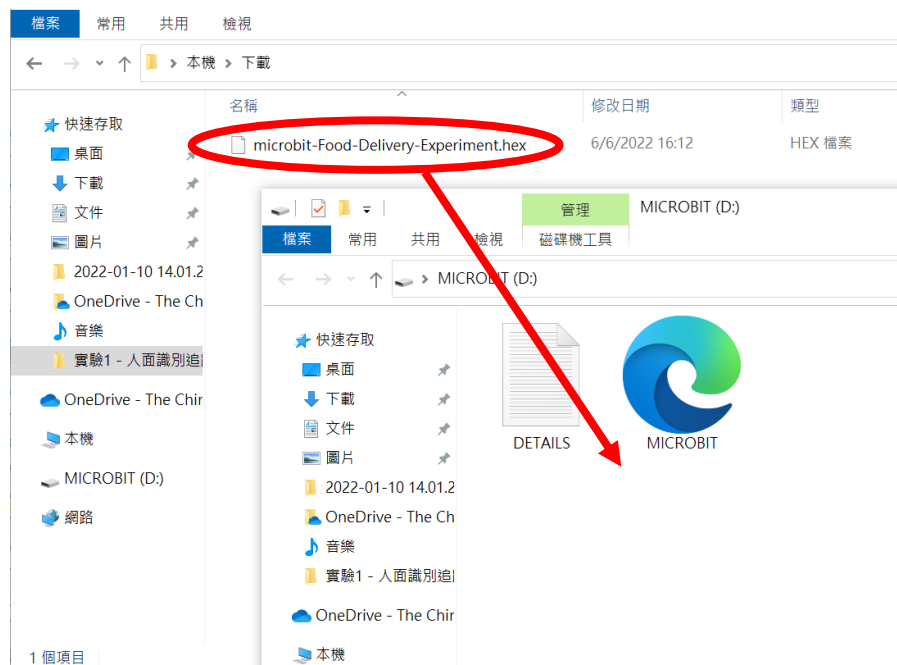 檔案 常用 共用 檢視
本機 下載
名稱 修改日期 類型
快速存取
microbit-Food-Delivery-Experiment.hex 6/6/2022 16:12 HEX 檔案
桌面
下載
文件
圖片
2022-01-10 14.01.2
OneDrive - The Ch
音樂
實驗1 - 人面識別追
OneDrive - The Chir
本機
MICROBIT (D:)
網路
1 個項目
管理 MICROBIT (D:)
檔案 常用 共用 檢視 磁碟機工具
MICROBIT (D:)
快速存取
桌面
下載
文件
圖片
2022-01-10 14.01.2
OneDrive - The Ch
音樂
實驗1 - 人面識別追
OneDrive - The Chir
本機
DETAILS
MICROBIT